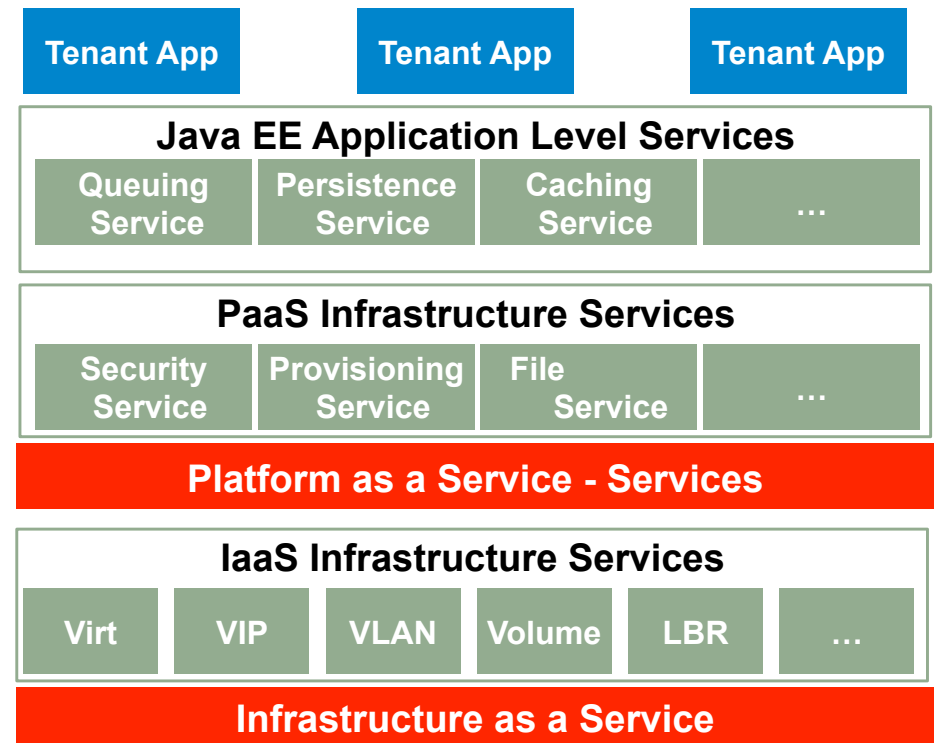 Tenant App Tenant App Tenant App
Java EE Application Level Services
Queuing Persistence Caching
Service Service Service …
PaaS Infrastructure Services
Security Provisioning File
Service Service Service …
Platform as a Service - Services
IaaS Infrastructure Services
Virt VIP VLAN Volume LBR …
Infrastructure as a Service